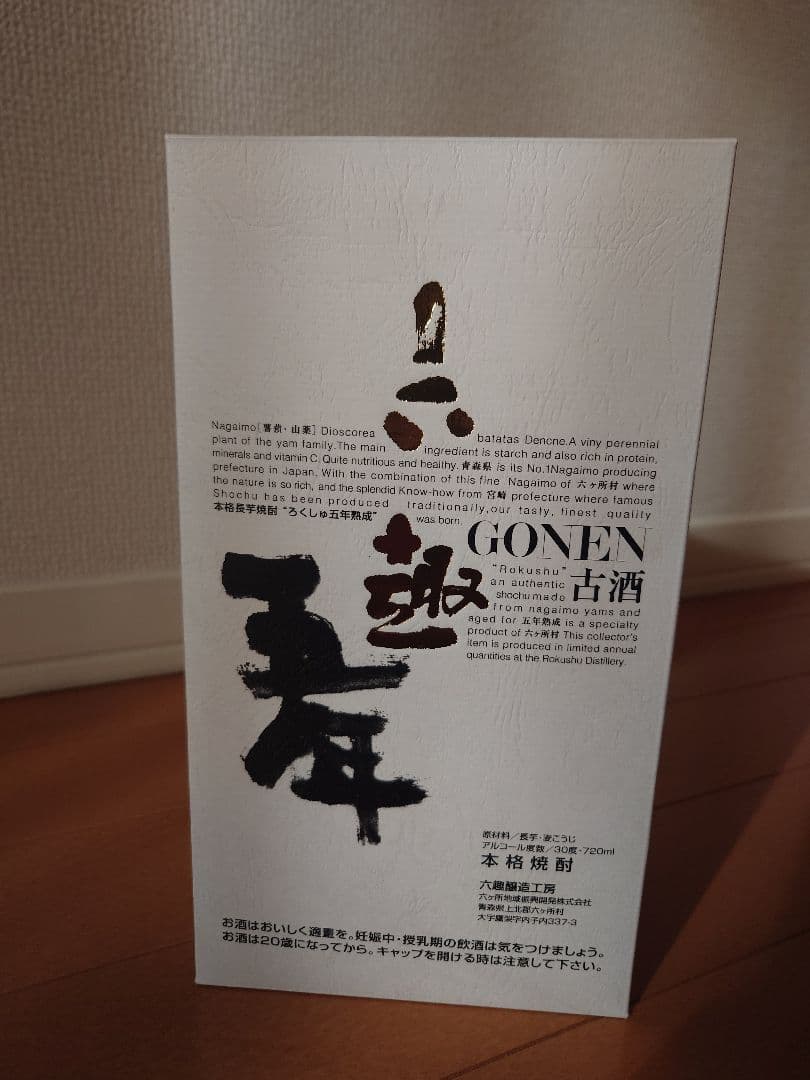 六
趣
五年
Nagaimo[薯蕷・山薬] Dioscorea batatas Dencne.A viny perennial
plant of the yam family.The main ingredient is starch and also rich in protein,
minerals and vitamin C. Quite nutritious and healthy. 青森県 is its No.1Nagaimo producing
prefecture in Japan. With the combination of this fine Nagaimo of 六ヶ所村 where
the nature is so rich, and the splendid Know-how from 宮崎 prefecture where famous
Shochu has been produced traditionally,our tasty, finest quality
本格長芋焼酎 "ろくしゅ五年熟成" was born.
GONEN
古酒
"Rokushu"
an authentic
shochu made
from nagaimo yams and
aged for 五年熟成 is a specialty
product of 六ヶ所村 This collector's
item is produced in limited annual
quantities at the Rokushu Distillery.
原材料／長芋・麦こうじ
アルコール度数／30度・720ml
本格焼酎
六趣醸造工房
六ヶ所地域振興開発株式会社
青森県上北郡六ヶ所村
大字鷹架字内子内337-3
お酒はおいしく適量を。妊娠中・授乳期の飲酒は気をつけましょう。
お酒は20歳になってから。キャップを開ける時は注意して下さい。